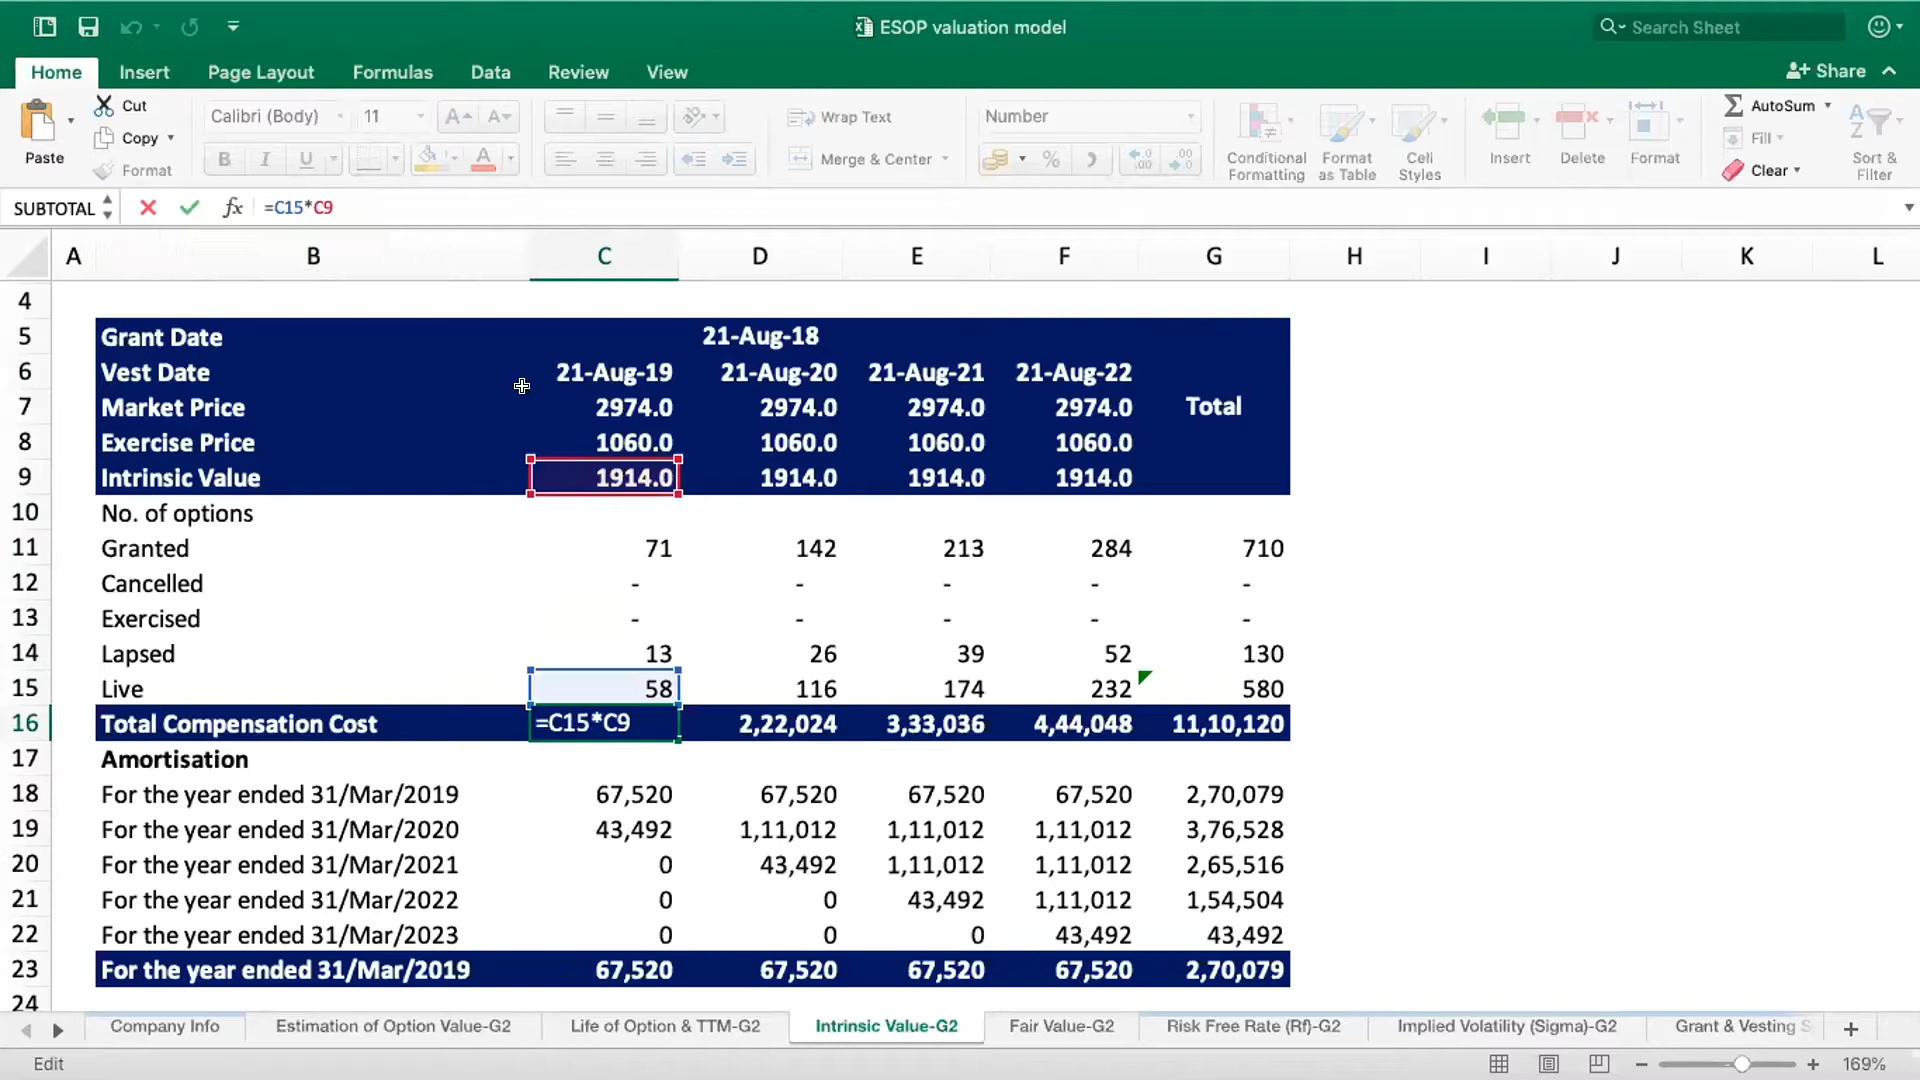 ESOP valuation model
Search Sheet
Home Insert Page Layout Formulas Data Review View
Share
Paste
Cut
Copy
Format
Calibri (Body) 11
A A
B I U A
Wrap Text
Merge & Center
Number
%
Conditional Formatting
Format as Table
Cell Styles
Insert
Delete
Format
AutoSum
Fill
Clear
Sort & Filter
SUBTOTAL fx =C15*C9
A B C D E F G H I J K L
4
5 Grant Date 21-Aug-18
6 Vest Date 21-Aug-19 21-Aug-20 21-Aug-21 21-Aug-22
7 Market Price 2974.0 2974.0 2974.0 2974.0 Total
8 Exercise Price 1060.0 1060.0 1060.0 1060.0
9 Intrinsic Value 1914.0 1914.0 1914.0 1914.0
10 No. of options
11 Granted 71 142 213 284 710
12 Cancelled - - - - -
13 Exercised - - - - -
14 Lapsed 13 26 39 52 130
15 Live 58 116 174 232 580
16 Total Compensation Cost =C15*C9 2,22,024 3,33,036 4,44,048 11,10,120
17 Amortisation
18 For the year ended 31/Mar/2019 67,520 67,520 67,520 67,520 2,70,079
19 For the year ended 31/Mar/2020 43,492 1,11,012 1,11,012 1,11,012 3,76,528
20 For the year ended 31/Mar/2021 0 43,492 1,11,012 1,11,012 2,65,516
21 For the year ended 31/Mar/2022 0 0 43,492 1,11,012 1,54,504
22 For the year ended 31/Mar/2023 0 0 0 43,492 43,492
23 For the year ended 31/Mar/2019 67,520 67,520 67,520 67,520 2,70,079
24
Company Info Estimation of Option Value-G2 Life of Option & TTM-G2 Intrinsic Value-G2 Fair Value-G2 Risk Free Rate (Rf)-G2 Implied Volatility (Sigma)-G2 Grant & Vesting S
Edit 169%